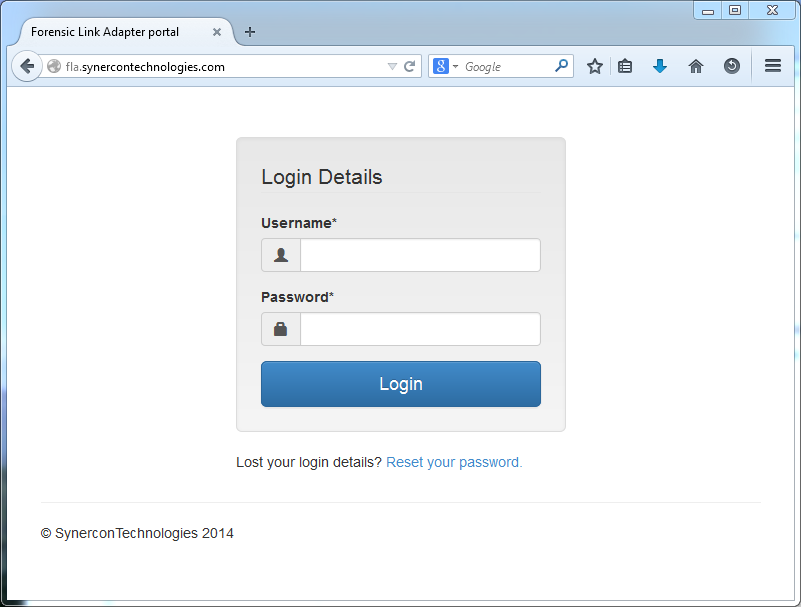 Forensic Link Adapter portal
fla.synercontechnologies.com
8
Google
Login Details
Username*
Password*
Login
Lost your login details? Reset your password.
© SynerconTechnologies 2014